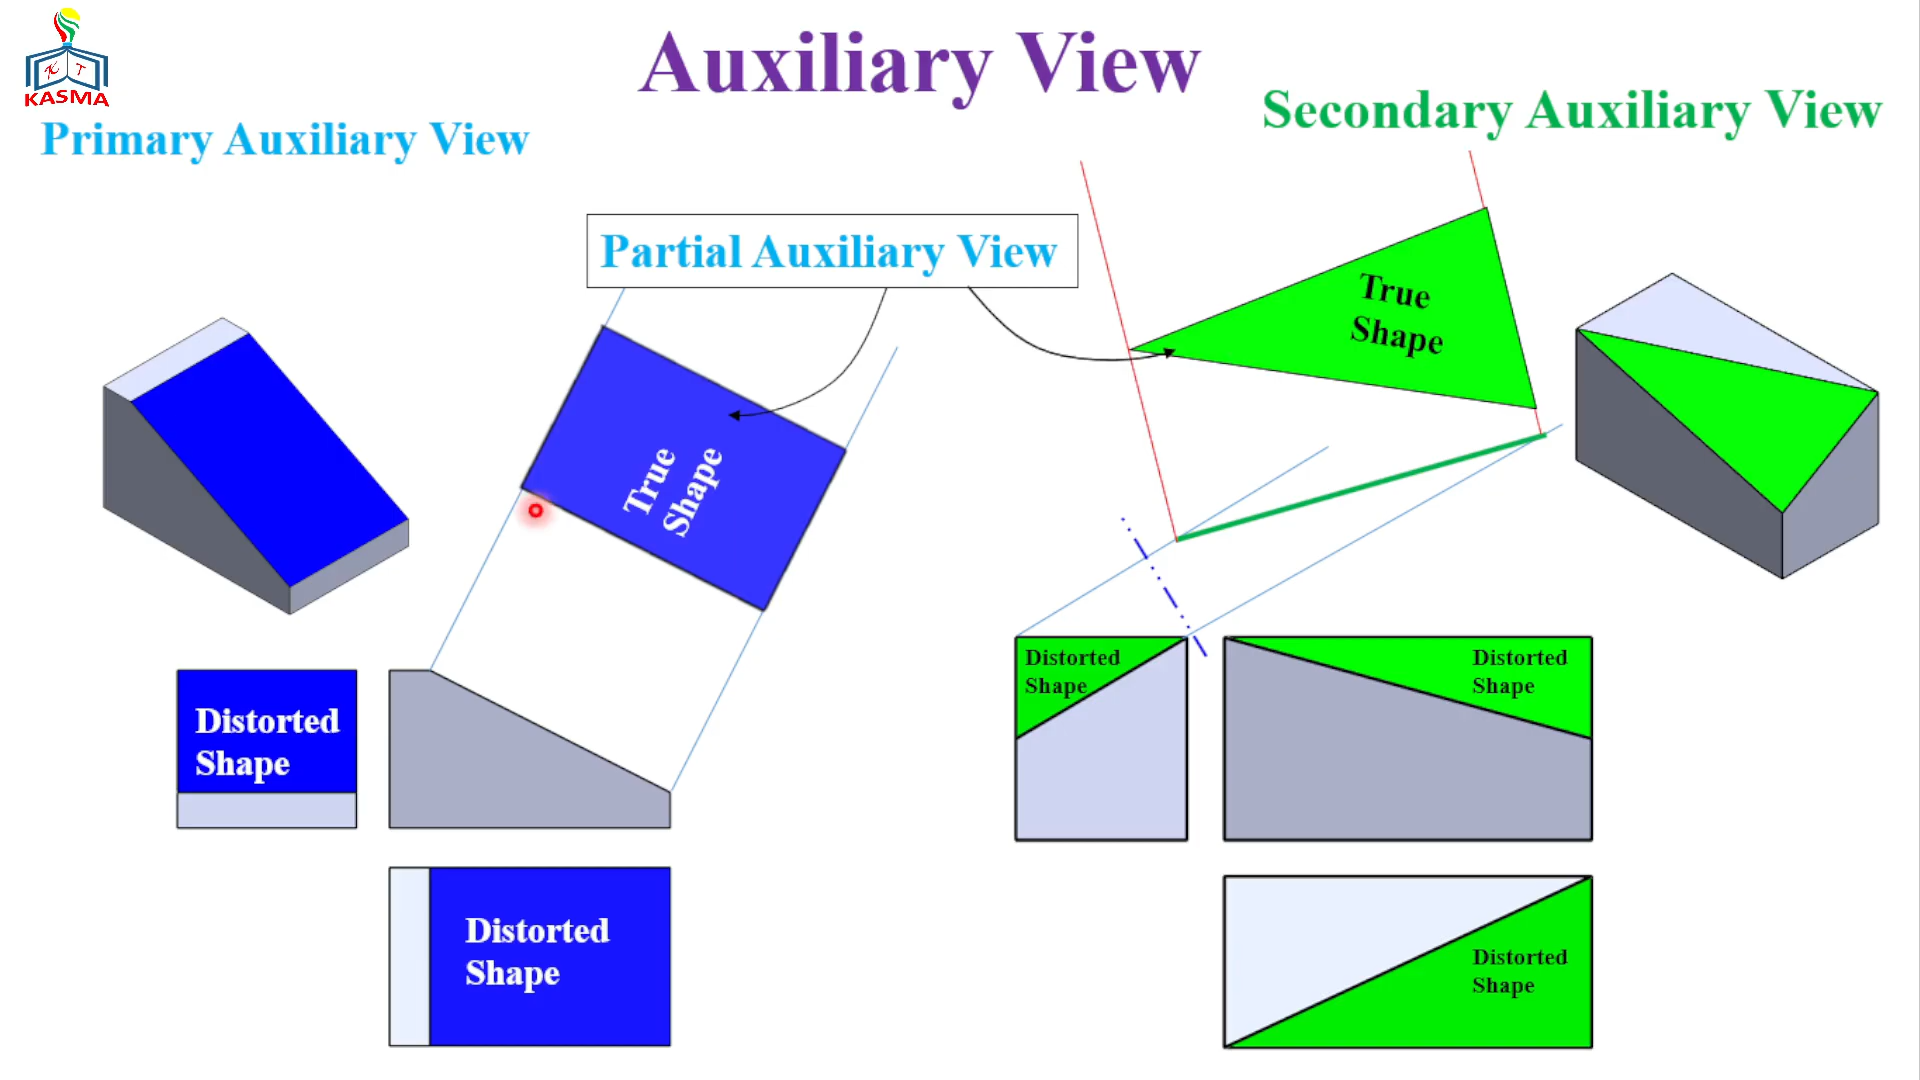 Auxiliary View
K T
KASMA
Primary Auxiliary View
Secondary Auxiliary View
Partial Auxiliary View
True
Shape
True
Shape
Distorted
Shape
Distorted
Shape
Distorted
Shape
Distorted
Shape
Distorted
Shape